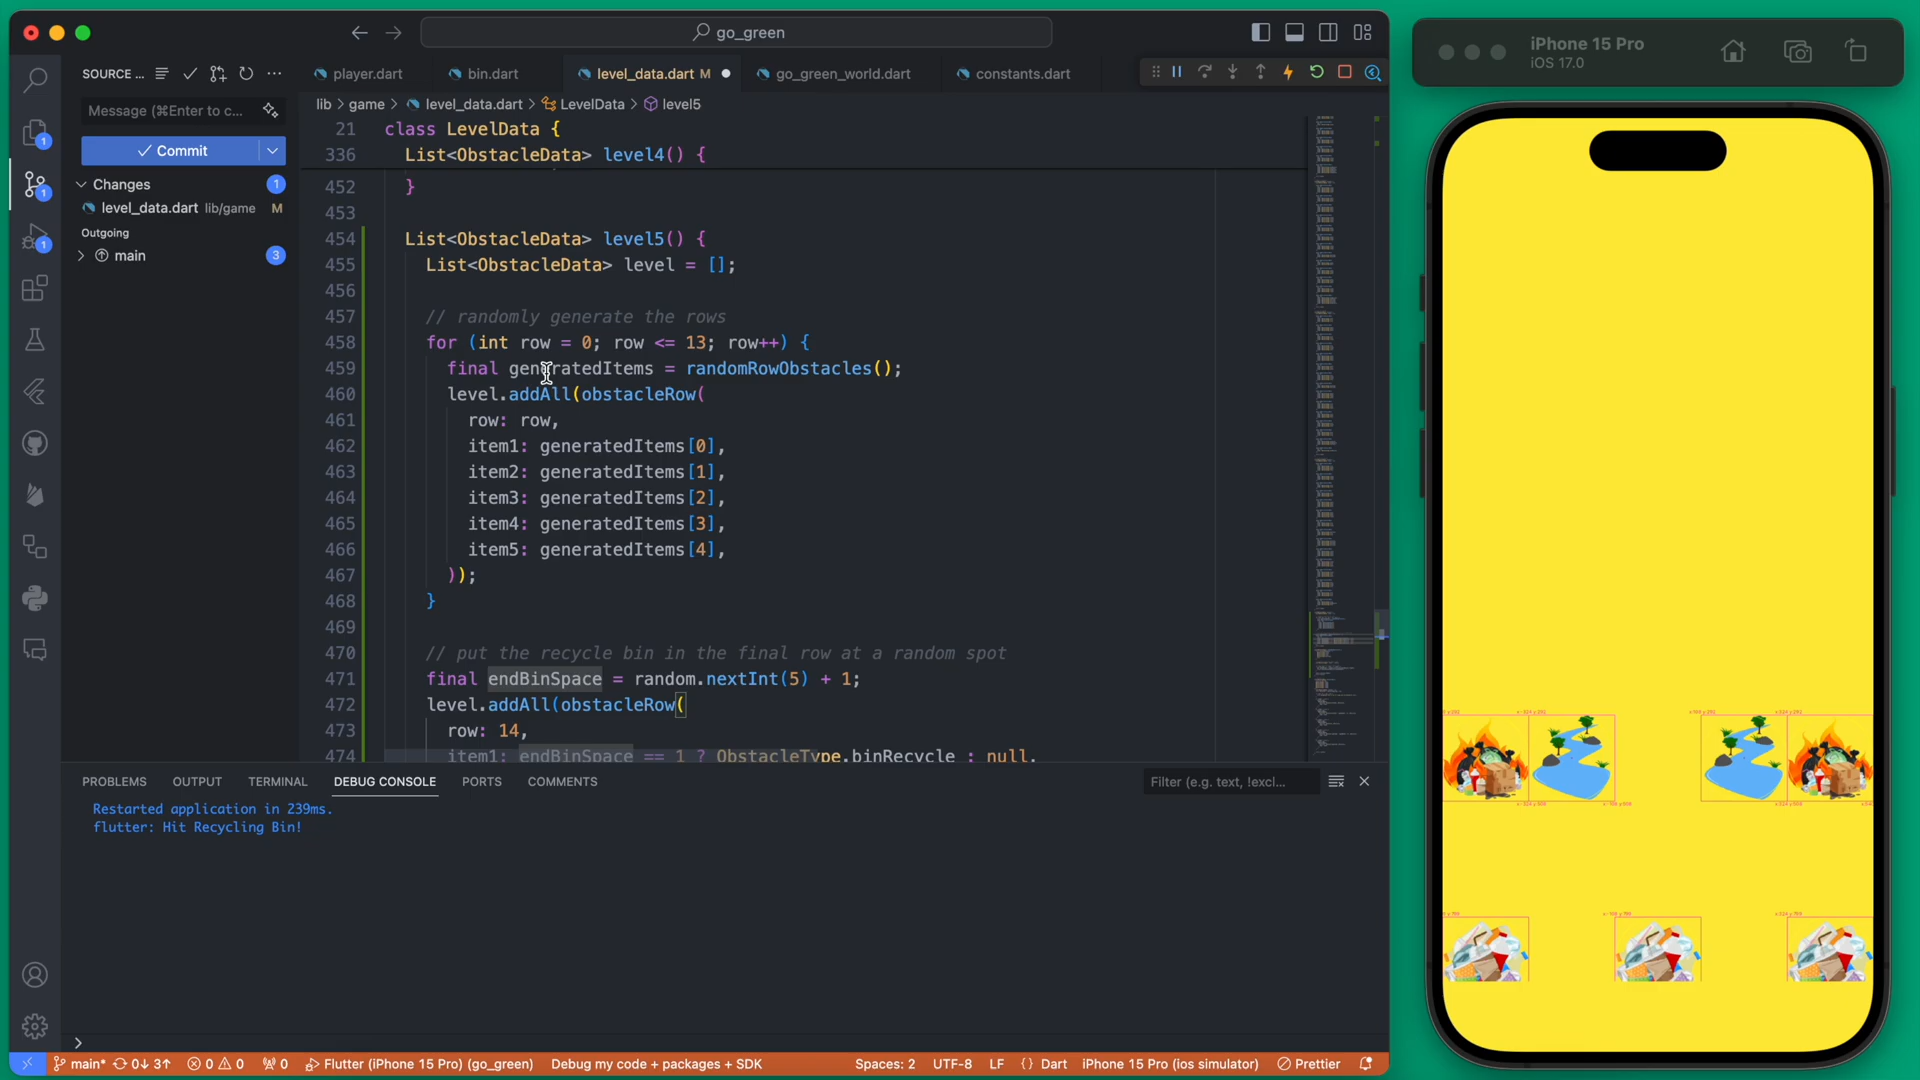 go_green
SOURCE ...
player.dart
bin.dart
level_data.dart M
go_green_world.dart
constants.dart
lib > game > level_data.dart > LevelData > level5
Message (⌘Enter to c...
Commit
Changes 1
level_data.dart lib/game M
Outgoing
main 3
1
1
1
21 class LevelData {
336 List<ObstacleData> level4() {
452 }
453
454 List<ObstacleData> level5() {
455 List<ObstacleData> level = [];
456
457 // randomly generate the rows
458 for (int row = 0; row <= 13; row++) {
459 final generatedItems = randomRowObstacles();
460 level.addAll(obstacleRow(
461 row: row,
462 item1: generatedItems[0],
463 item2: generatedItems[1],
464 item3: generatedItems[2],
465 item4: generatedItems[3],
466 item5: generatedItems[4],
467 ));
468 }
469
470 // put the recycle bin in the final row at a random spot
471 final endBinSpace = random.nextInt(5) + 1;
472 level.addAll(obstacleRow(
473 row: 14,
474 item1: endBinSpace == 1 ? ObstacleType.binRecycle : null,
PROBLEMS OUTPUT TERMINAL DEBUG CONSOLE PORTS COMMENTS
Filter (e.g. text, !excl...
Restarted application in 239ms.
flutter: Hit Recycling Bin!
>
main* 0↓ 3↑ 0 0 0 Flutter (iPhone 15 Pro) (go_green) Debug my code + packages + SDK
Spaces: 2 UTF-8 LF {} Dart iPhone 15 Pro (ios simulator) Prettier
iPhone 15 Pro
iOS 17.0